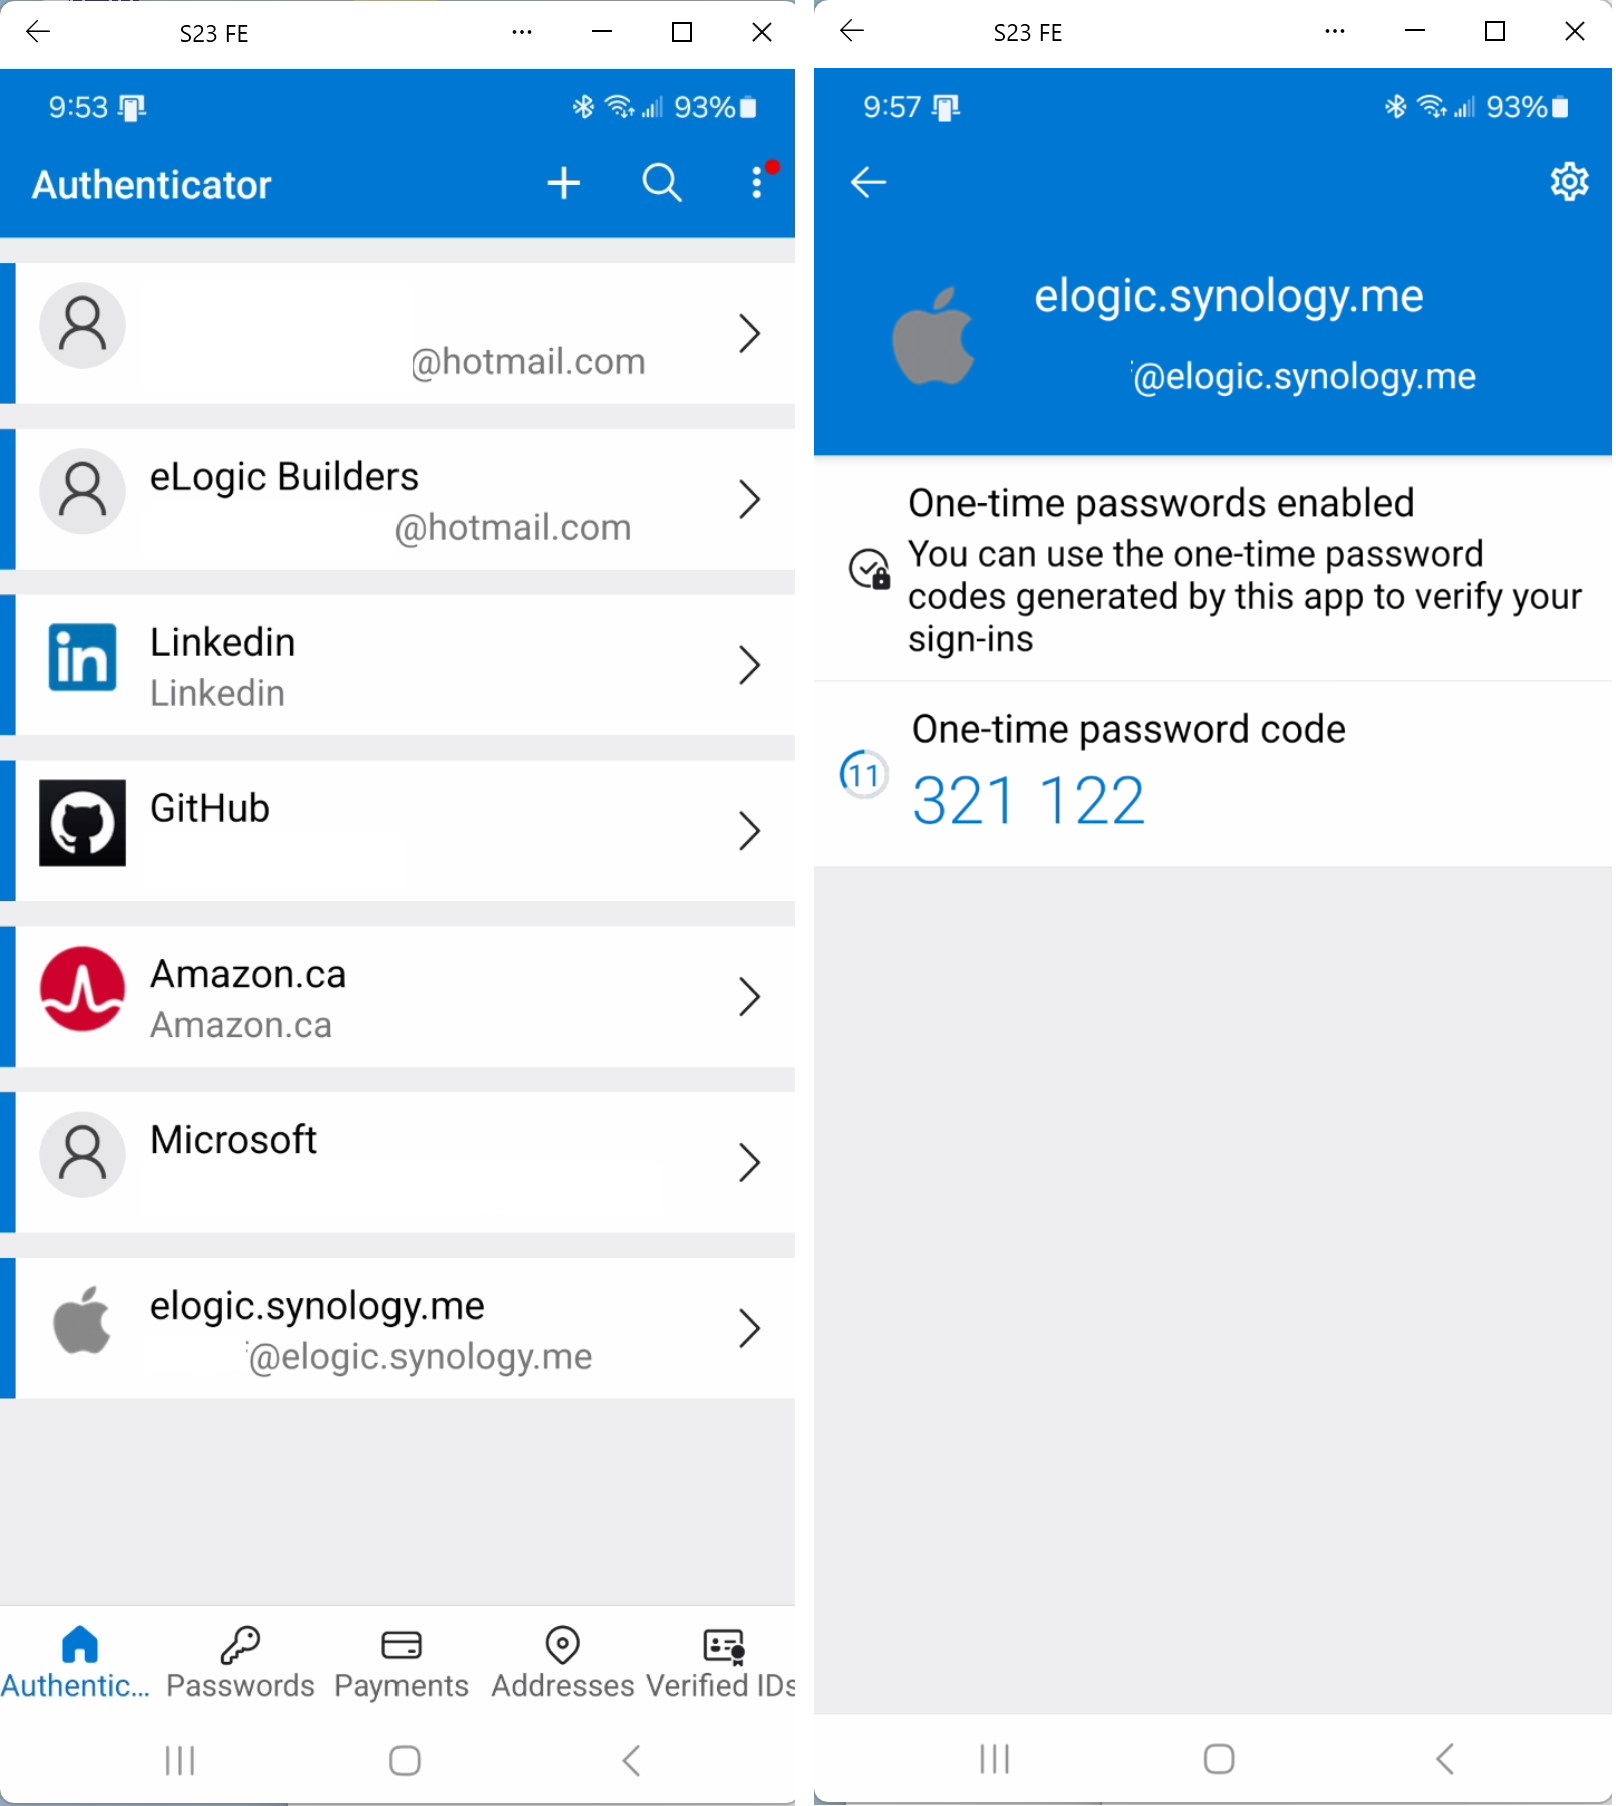 S23 FE
9:53
93%
Authenticator
@hotmail.com
eLogic Builders
@hotmail.com
in
Linkedin
Linkedin
GitHub
Amazon.ca
Amazon.ca
Microsoft
elogic.synology.me
@elogic.synology.me
Authentic...
Passwords
Payments
Addresses
Verified IDs
S23 FE
9:57
93%
elogic.synology.me
@elogic.synology.me
One-time passwords enabled
You can use the one-time password
codes generated by this app to verify your
sign-ins
One-time password code
11
321 122